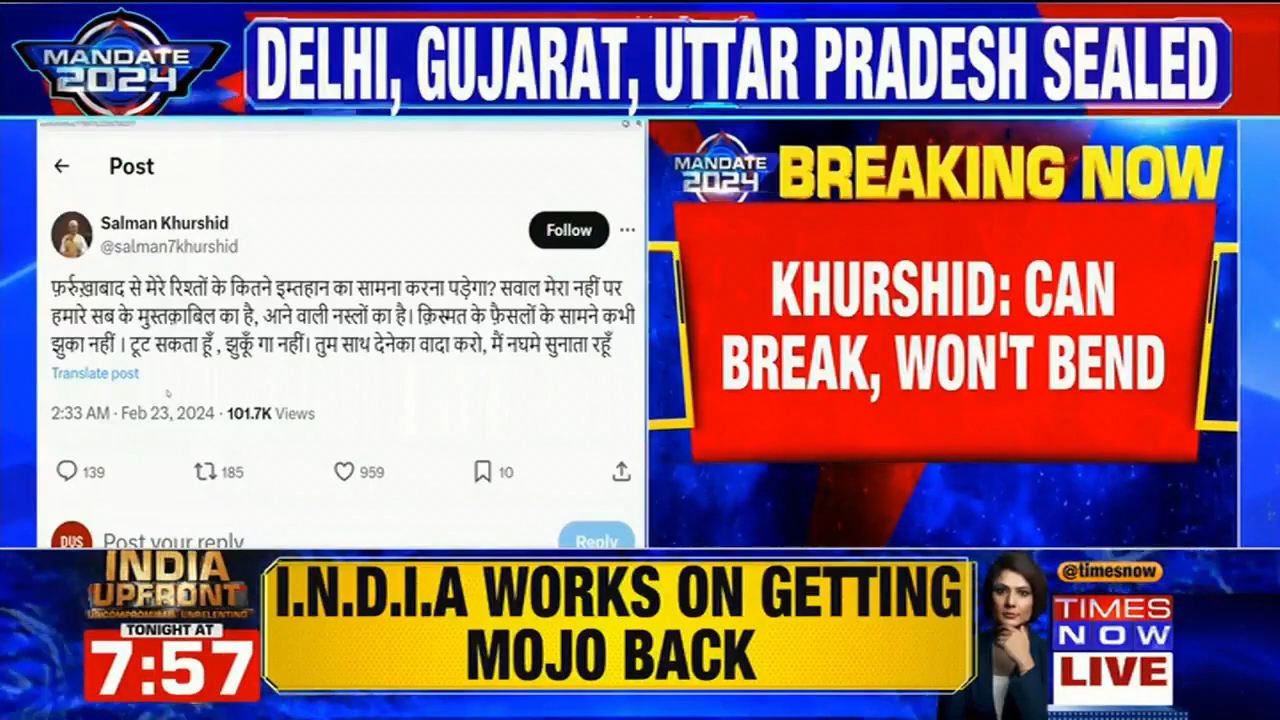 MANDATE
2024
DELHI, GUJARAT, UTTAR PRADESH SEALED
Post
Salman Khurshid
@salman7khurshid
Follow
फ़र्रुख़ाबाद से मेरे रिश्तों के कितने इम्तहान का सामना करना पड़ेगा? सवाल मेरा नहीं पर
हमारे सब के मुस्तक़ाबिल का है, आने वाली नस्लों का है। क़िस्मत के फ़ैसलों के सामने कभी
झुका नहीं । टूट सकता हूँ , झुकूँ गा नहीं। तुम साथ देनेका वादा करो, मैं नघमे सुनाता रहूँ
Translate post
2:33 AM · Feb 23, 2024 · 101.7K Views
139 185 959 10
DUS
Post your reply
Reply
MANDATE
2024
BREAKING NOW
KHURSHID: CAN
BREAK, WON'T BEND
INDIA
UPFRONT
UNCOMPROMISING. UNRELENTING
TONIGHT AT
7:57
I.N.D.I.A WORKS ON GETTING
MOJO BACK
@timesnow
TIMES
NOW
LIVE